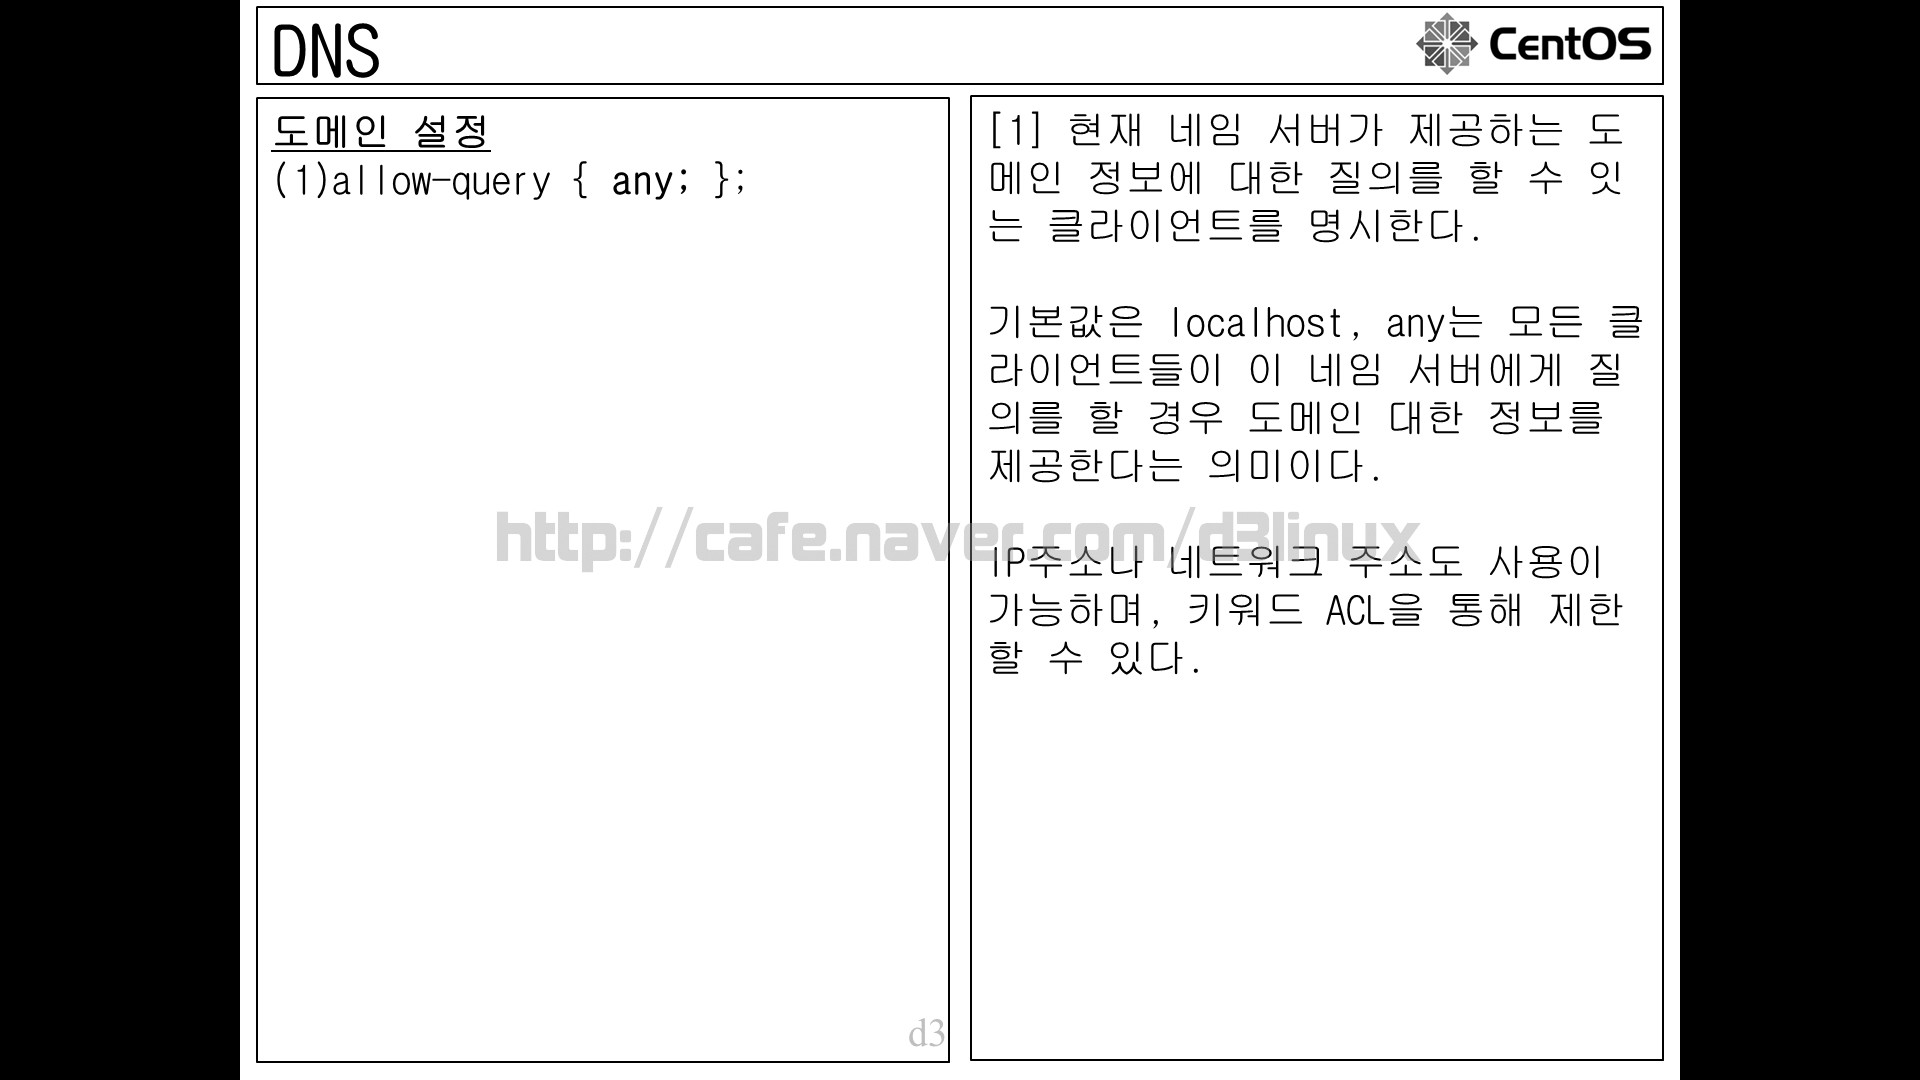 DNS
CentOS
도메인 설정
(1)allow-query { any; };
[1] 현재 네임 서버가 제공하는 도
메인 정보에 대한 질의를 할 수 잇
는 클라이언트를 명시한다.
기본값은 localhost, any는 모든 클
라이언트들이 이 네임 서버에게 질
의를 할 경우 도메인 대한 정보를
제공한다는 의미이다.
http://cafe.naver.com/d3linux
IP주소나 네트워크 주소도 사용이
가능하며, 키워드 ACL을 통해 제한
할 수 있다.
d3